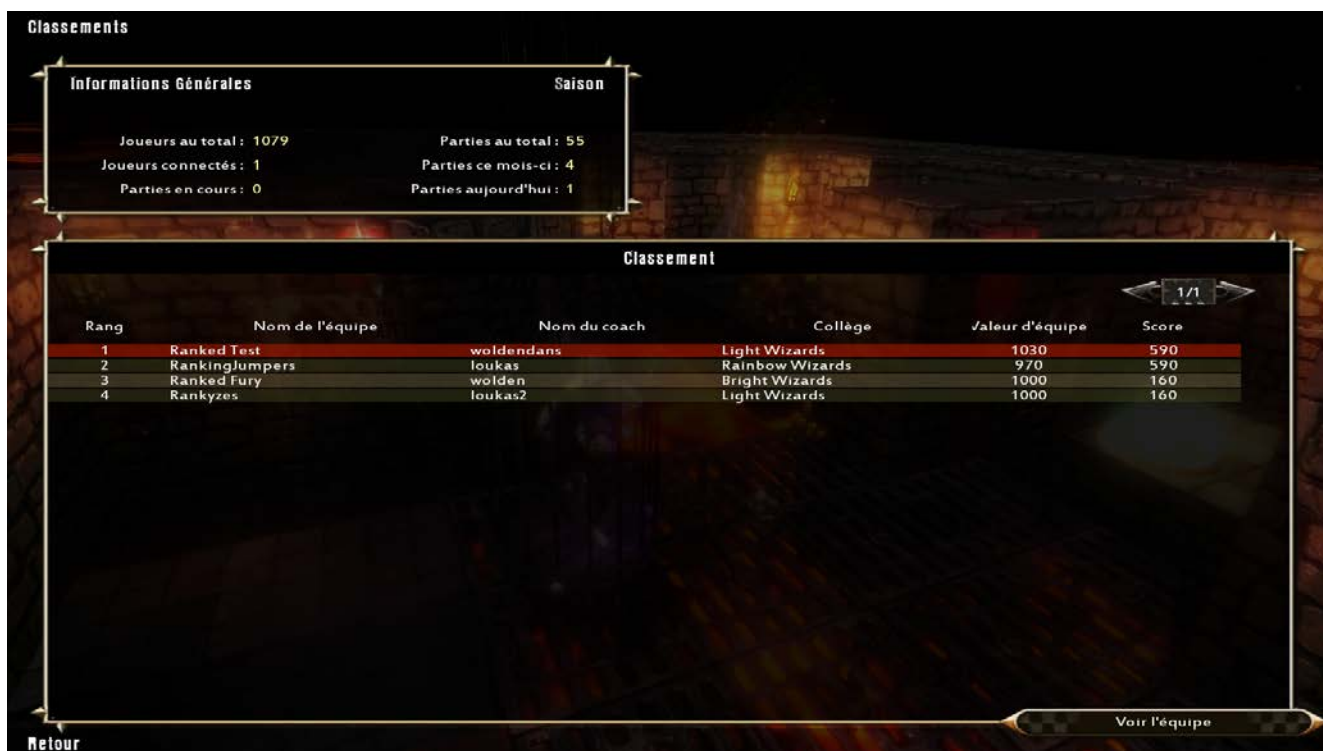 Classements
Informations Générales Saison
Joueurs au total : 1079 Parties au total : 55
Joueurs connectés : 1 Parties ce mois-ci : 4
Parties en cours : 0 Parties aujourd'hui : 1
Classement
1/1
Rang Nom de l'équipe Nom du coach Collège Valeur d'équipe Score
1 Ranked Test woldendans Light Wizards 1030 590
2 RankingJumpers loukas Rainbow Wizards 970 590
3 Ranked Fury wolden Bright Wizards 1000 160
4 Rankyzes loukas2 Light Wizards 1000 160
Voir l'équipe
Retour